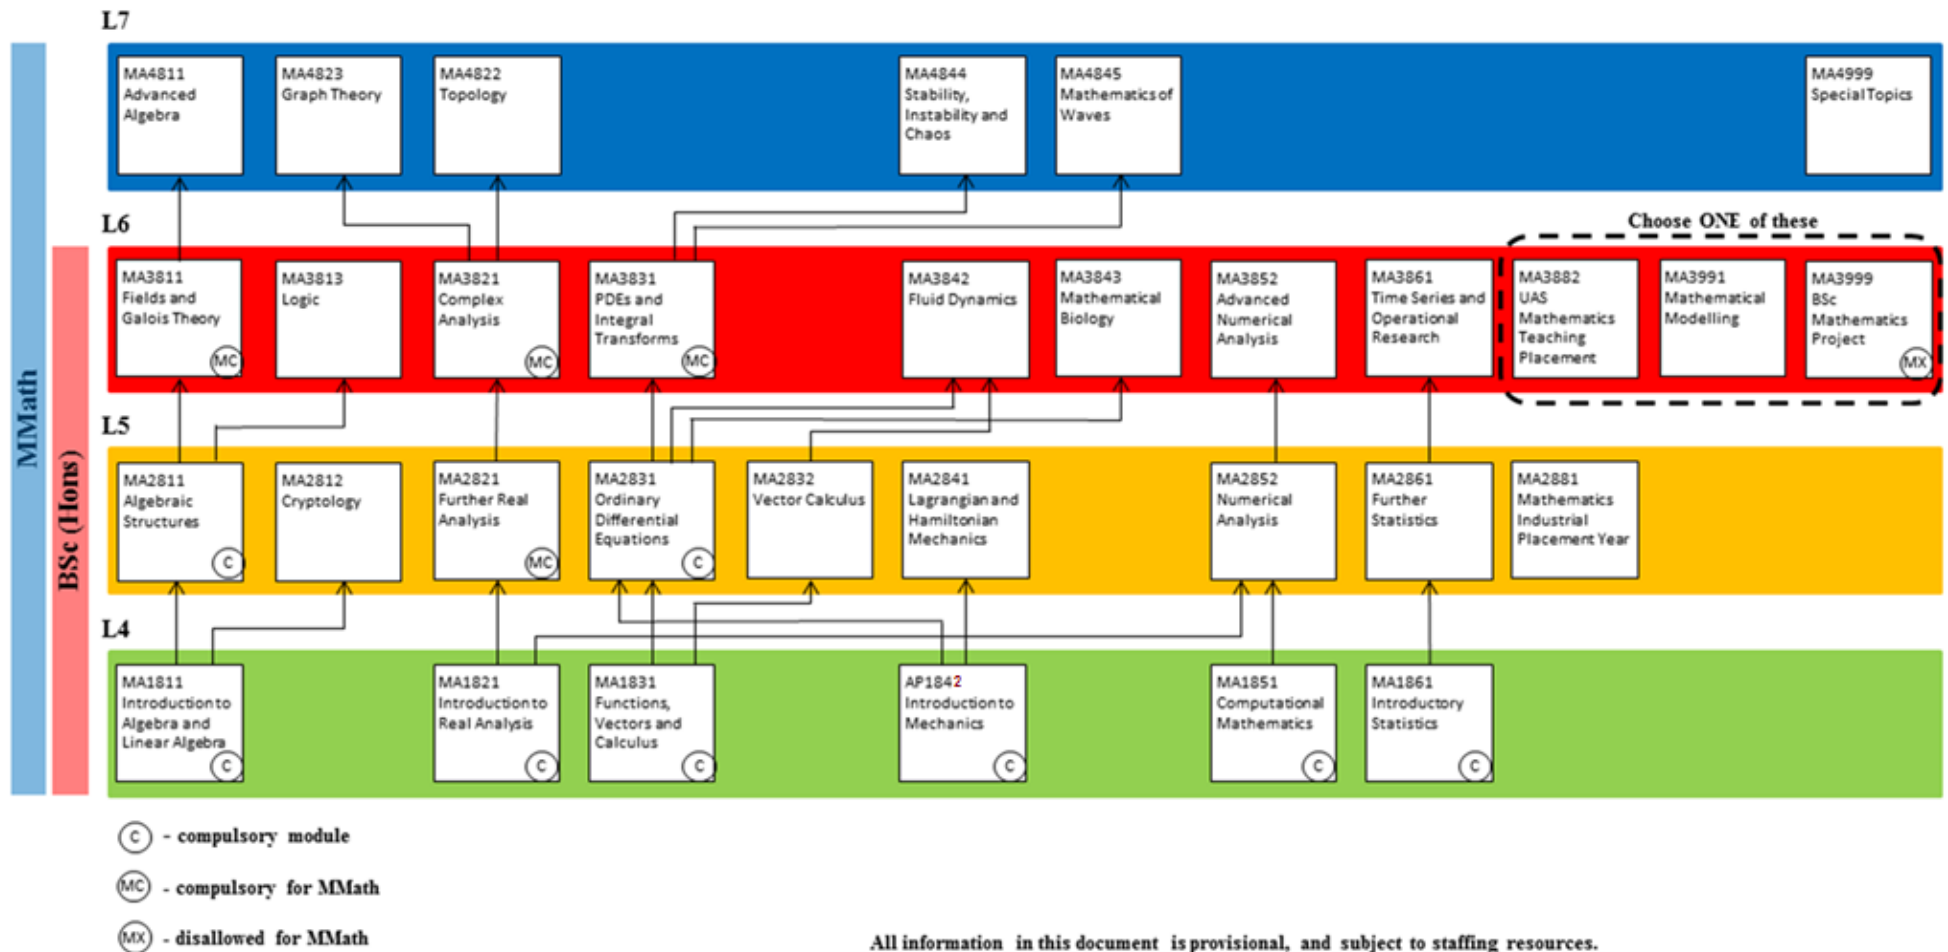 L7
MA4811
Advanced
Algebra
MA4823
Graph Theory
MA4822
Topology
MA4844
Stability,
Instability and
Chaos
MA4845
Mathematics of
Waves
MA4999
Special Topics
L6
Choose ONE of these
MA3811
Fields and
Galois Theory
MC
MA3813
Logic
MA3821
Complex
Analysis
MC
MA3831
PDEs and
Integral
Transforms
MC
MA3842
Fluid Dynamics
MA3843
Mathematical
Biology
MA3852
Advanced
Numerical
Analysis
MA3861
Time Series and
Operational
Research
MA3882
UAS
Mathematics
Teaching
Placement
MA3991
Mathematical
Modelling
MA3999
BSc
Mathematics
Project
MX
L5
MA2811
Algebraic
Structures
C
MA2812
Cryptology
MA2821
Further Real
Analysis
MC
MA2831
Ordinary
Differential
Equations
C
MA2832
Vector Calculus
MA2841
Lagrangian and
Hamiltonian
Mechanics
MA2852
Numerical
Analysis
MA2861
Further
Statistics
MA2881
Mathematics
Industrial
Placement Year
L4
MA1811
Introduction to
Algebra and
Linear Algebra
C
MA1821
Introduction to
Real Analysis
C
MA1831
Functions,
Vectors and
Calculus
C
AP1842
Introduction to
Mechanics
C
MA1851
Computational
Mathematics
C
MA1861
Introductory
Statistics
C
MMath
BSc (Hons)
C - compulsory module
MC - compulsory for MMath
MX - disallowed for MMath
All information in this document is provisional, and subject to staffing resources.